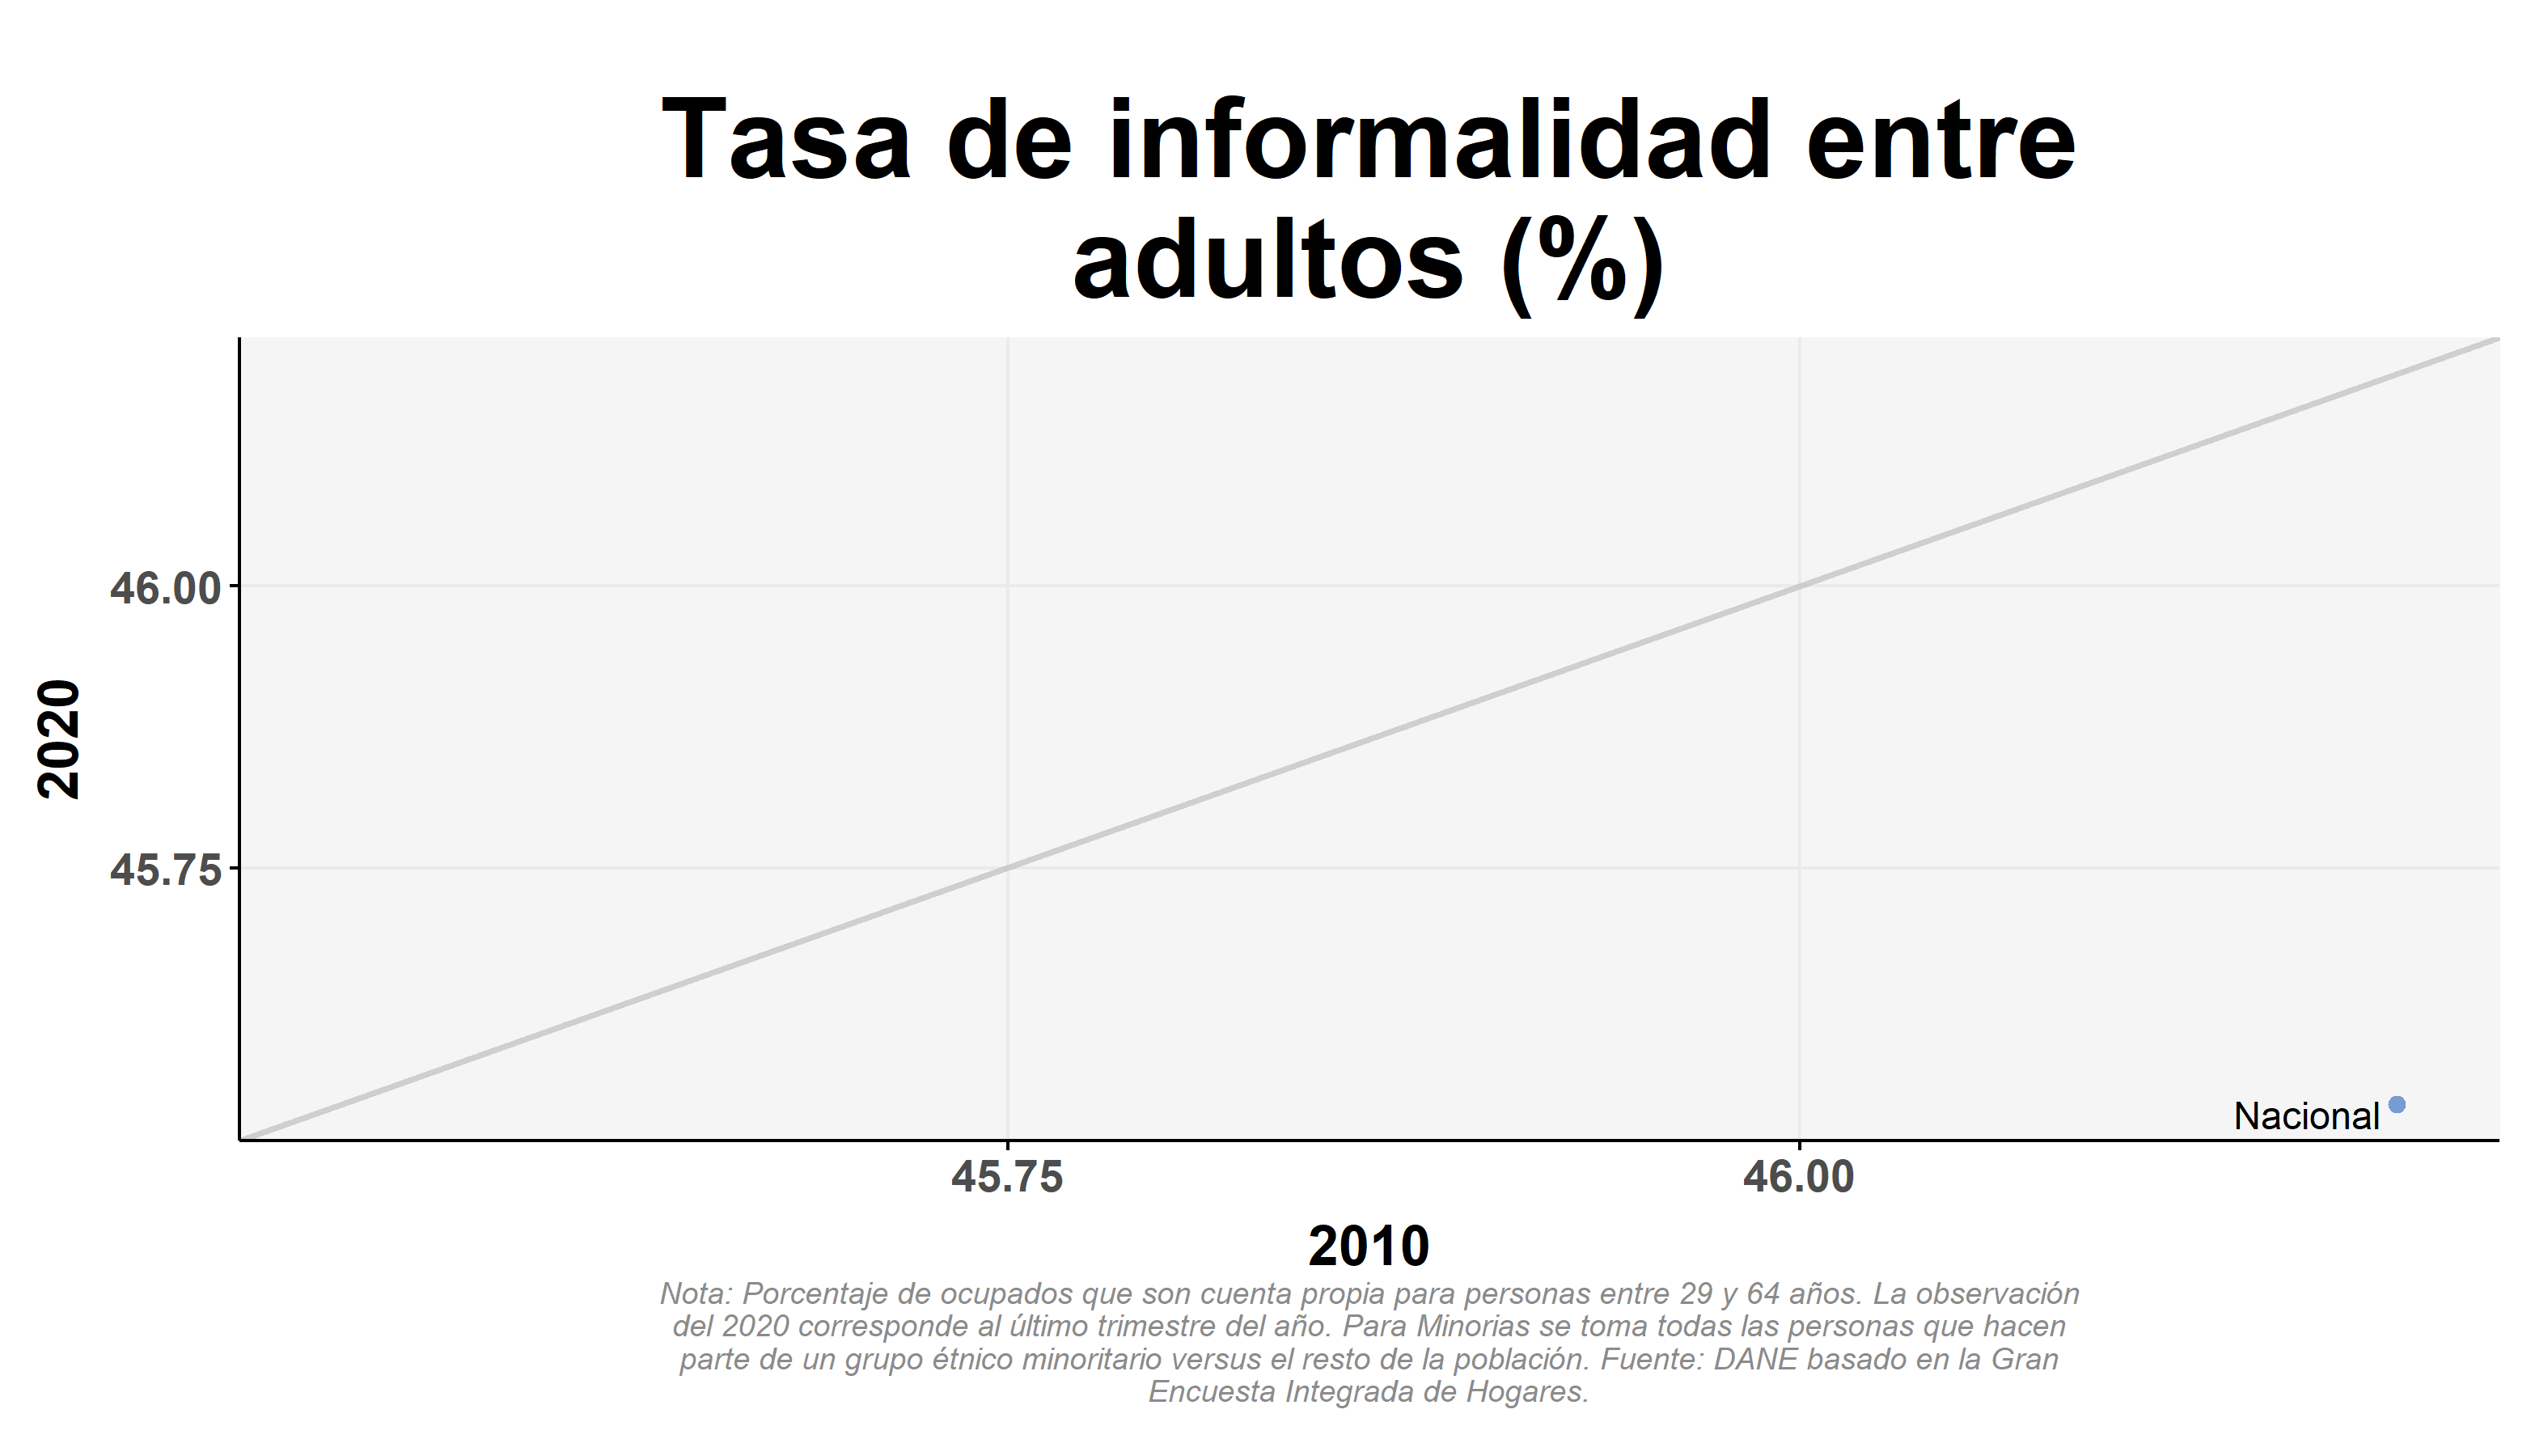 Tasa de informalidad entre
adultos (%)
46.00
2020
45.75
Nacional
45.75
46.00
2010
Nota: Porcentaje de ocupados que son cuenta propia para personas entre 29 y 64 años. La observación
del 2020 corresponde al último trimestre del año. Para Minorias se toma todas las personas que hacen
parte de un grupo étnico minoritario versus el resto de la población. Fuente: DANE basado en la Gran
Encuesta Integrada de Hogares.